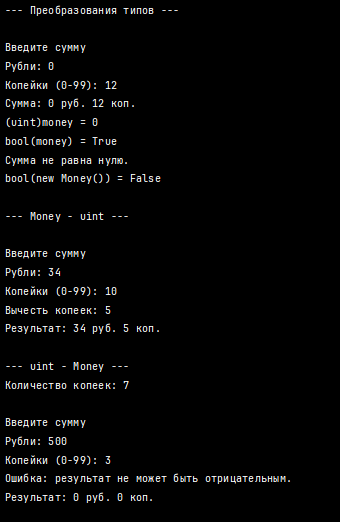 --- Преобразования типов ---
Введите сумму
Рубли: 0
Копейки (0-99): 12
Сумма: 0 руб. 12 коп.
(uint)money = 0
bool(money) = True
Сумма не равна нулю.
bool(new Money()) = False
--- Money - uint ---
Введите сумму
Рубли: 34
Копейки (0-99): 10
Вычесть копеек: 5
Результат: 34 руб. 5 коп.
--- uint - Money ---
Количество копеек: 7
Введите сумму
Рубли: 500
Копейки (0-99): 3
Ошибка: результат не может быть отрицательным.
Результат: 0 руб. 0 коп.